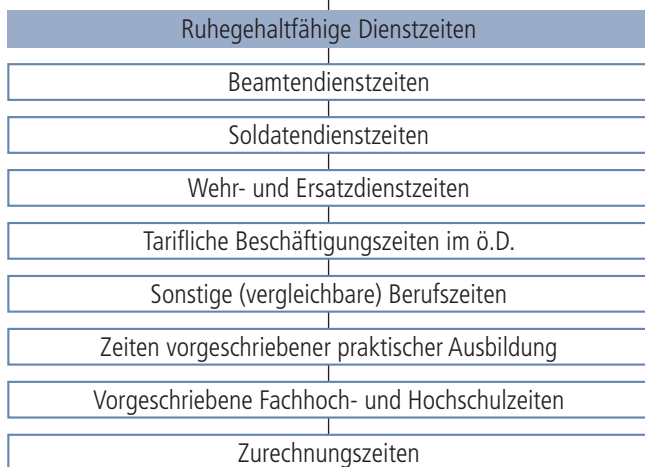 Ruhegehaltfähige Dienstzeiten
Beamtendienstzeiten
Soldatendienstzeiten
Wehr- und Ersatzdienstzeiten
Tarifliche Beschäftigungszeiten im ö.D.
Sonstige (vergleichbare) Berufszeiten
Zeiten vorgeschriebener praktischer Ausbildung
Vorgeschriebene Fachhoch- und Hochschulzeiten
Zurechnungszeiten